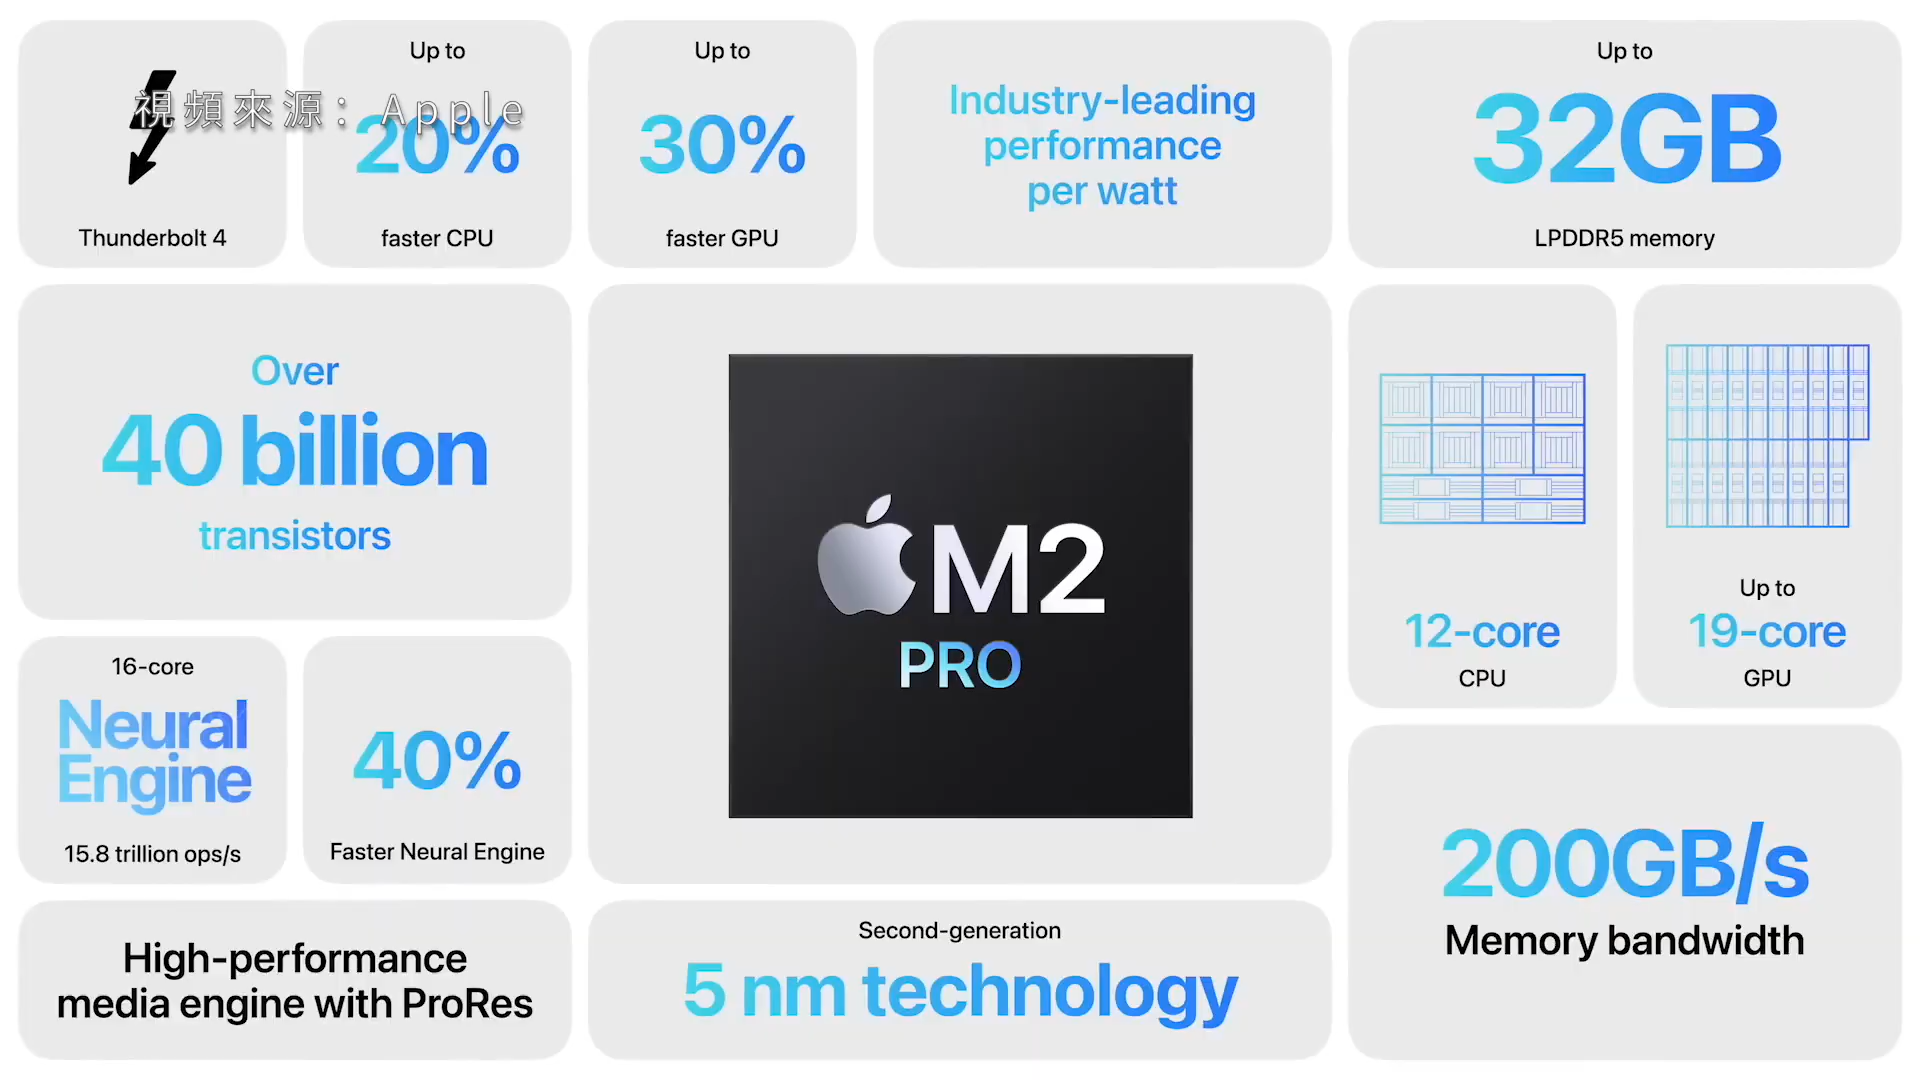 視頻來源：Apple
Thunderbolt 4
Up to
20%
faster CPU
Up to
30%
faster GPU
Industry-leading
performance
per watt
Up to
32GB
LPDDR5 memory
Over
40 billion
transistors
M2
PRO
12-core
CPU
Up to
19-core
GPU
16-core
Neural
Engine
15.8 trillion ops/s
40%
Faster Neural Engine
200GB/s
Memory bandwidth
High-performance
media engine with ProRes
Second-generation
5 nm technology